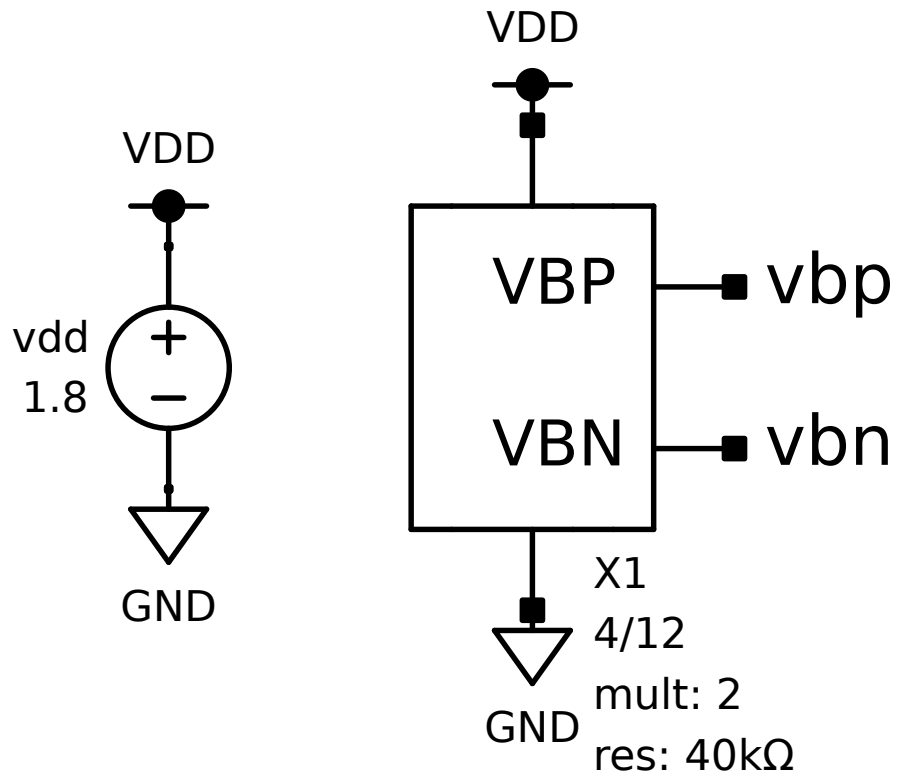 VDD
vdd
1.8
GND
VDD
VBP
vbp
VBN
vbn
GND
X1
4/12
mult: 2
res: 40kΩ